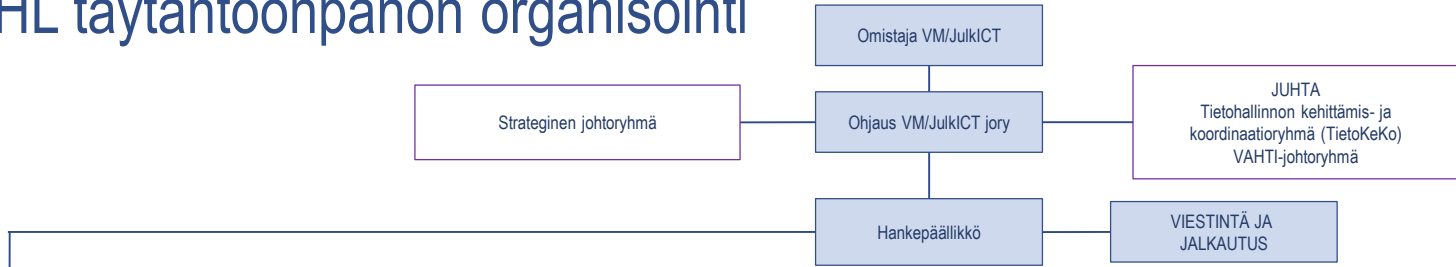 HL täytäntöönpanon organisointi
Omistaja VM/JulkICT
Strateginen johtoryhmä
Ohjaus VM/JulkICT jory
JUHTA
Tietohallinnon kehittämis- ja
koordinaatioryhmä (TietoKeKo)
VAHTI-johtoryhmä
Hankepäällikkö
VIESTINTÄ JA
JALKAUTUS